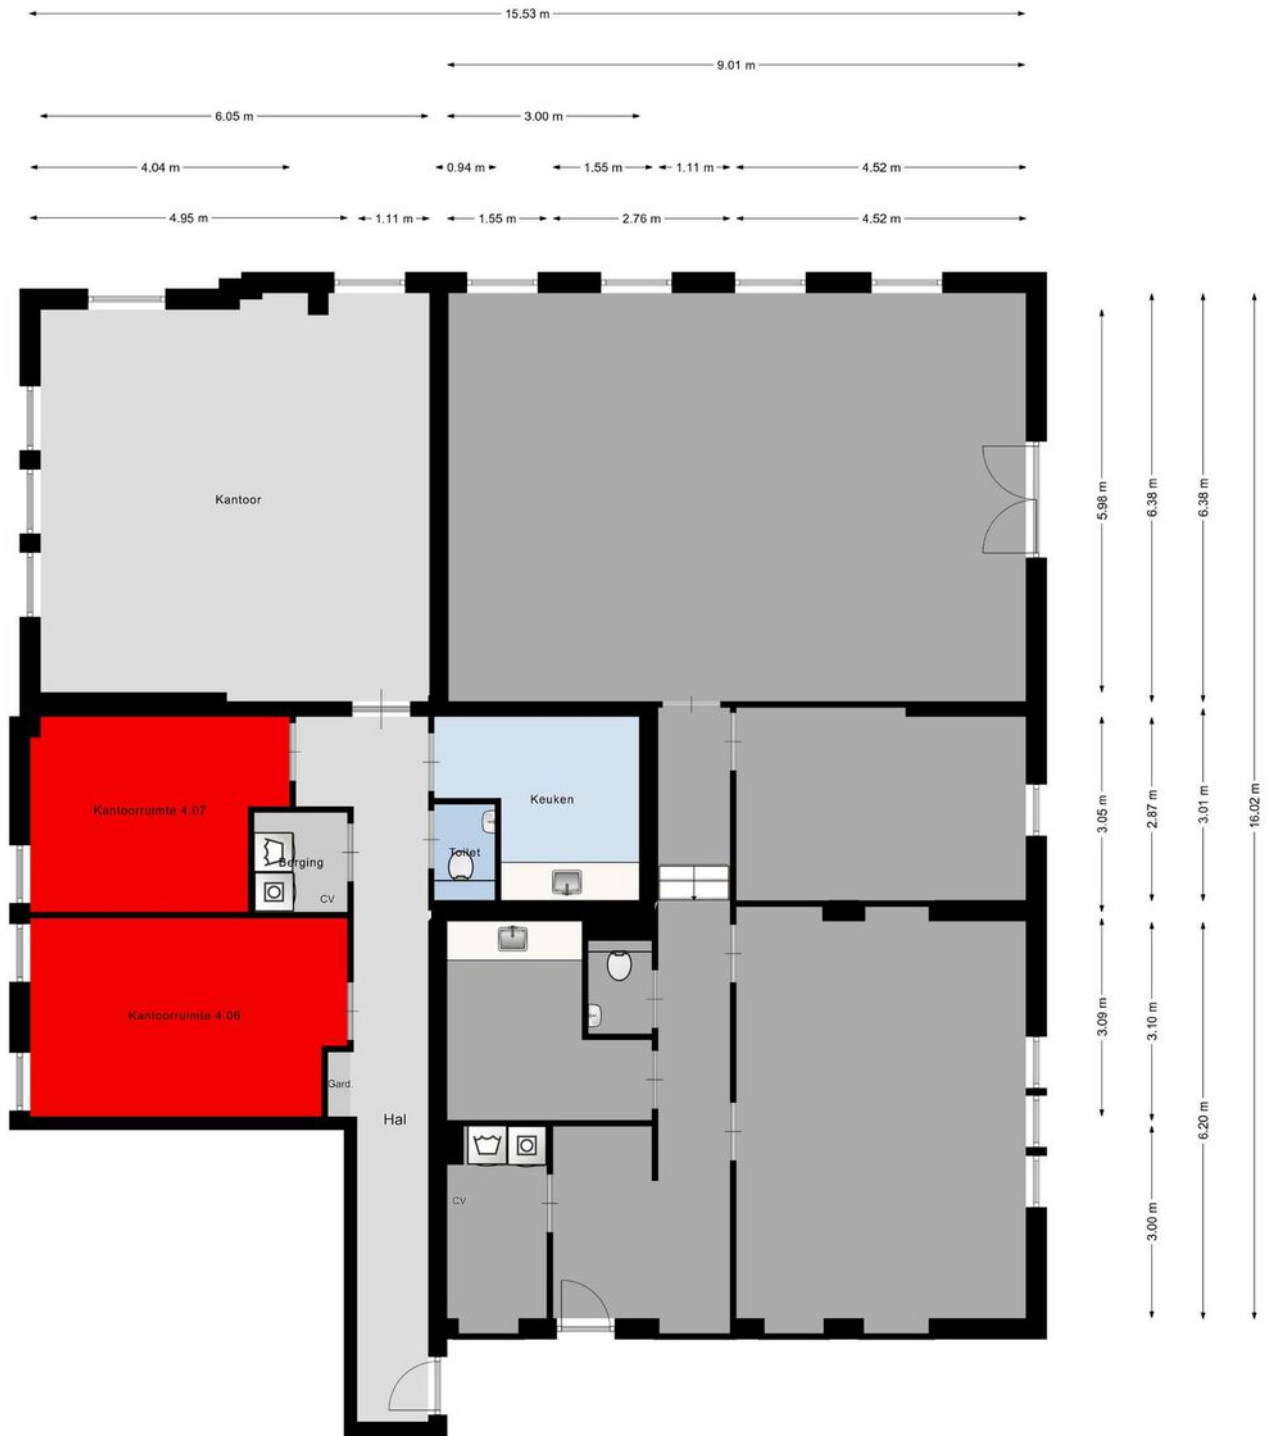 15.53 m
9.01 m
6.05 m
3.00 m
4.04 m
0.94 m
1.55 m
1.11 m
4.52 m
4.95 m
1.11 m
1.55 m
2.76 m
4.52 m
Kantoor
5.98 m
6.38 m
6.38 m
16.02 m
Kantoorruimte 4.07
Keuken
Toilet
Berging
CV
3.05 m
2.87 m
3.01 m
Kantoorruimte 4.06
Gard.
Hal
CV
3.09 m
3.10 m
6.20 m
3.00 m